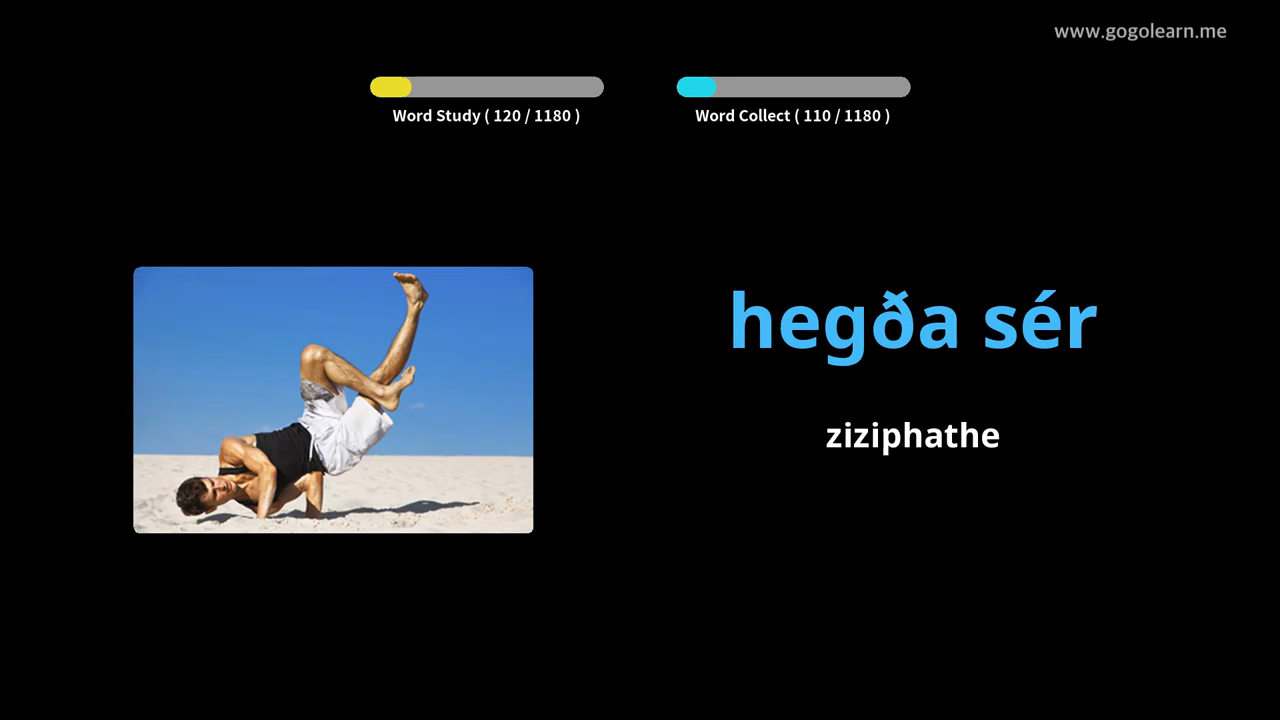 www.gogolearn.me
Word Study ( 120 / 1180 )
Word Collect ( 110 / 1180 )
hegða sér
ziziphathe